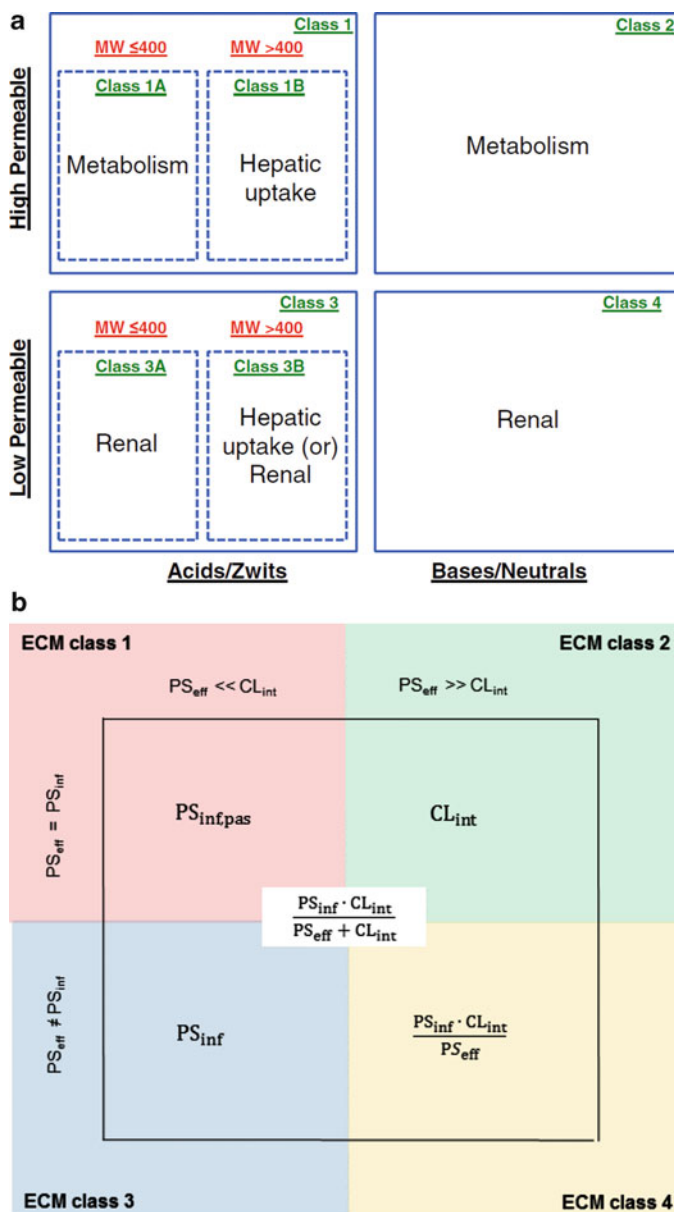 a
Class 1
Class 2
MW ≤400
MW >400
Class 1A
Class 1B
High Permeable
Metabolism
Hepatic
uptake
Metabolism
Class 3
Class 4
MW ≤400
MW >400
Class 3A
Class 3B
Low Permeable
Renal
Hepatic
uptake (or)
Renal
Renal
Acids/Zwits
Bases/Neutrals
b
ECM class 1
ECM class 2
PSeff << CLint
PSeff >> CLint
PSeff = PSinf
PSinf,pas
CLint
PSinf · CLint
PSeff + CLint
PSeff ≠ PSinf
PSinf
PSinf · CLint
PSeff
ECM class 3
ECM class 4